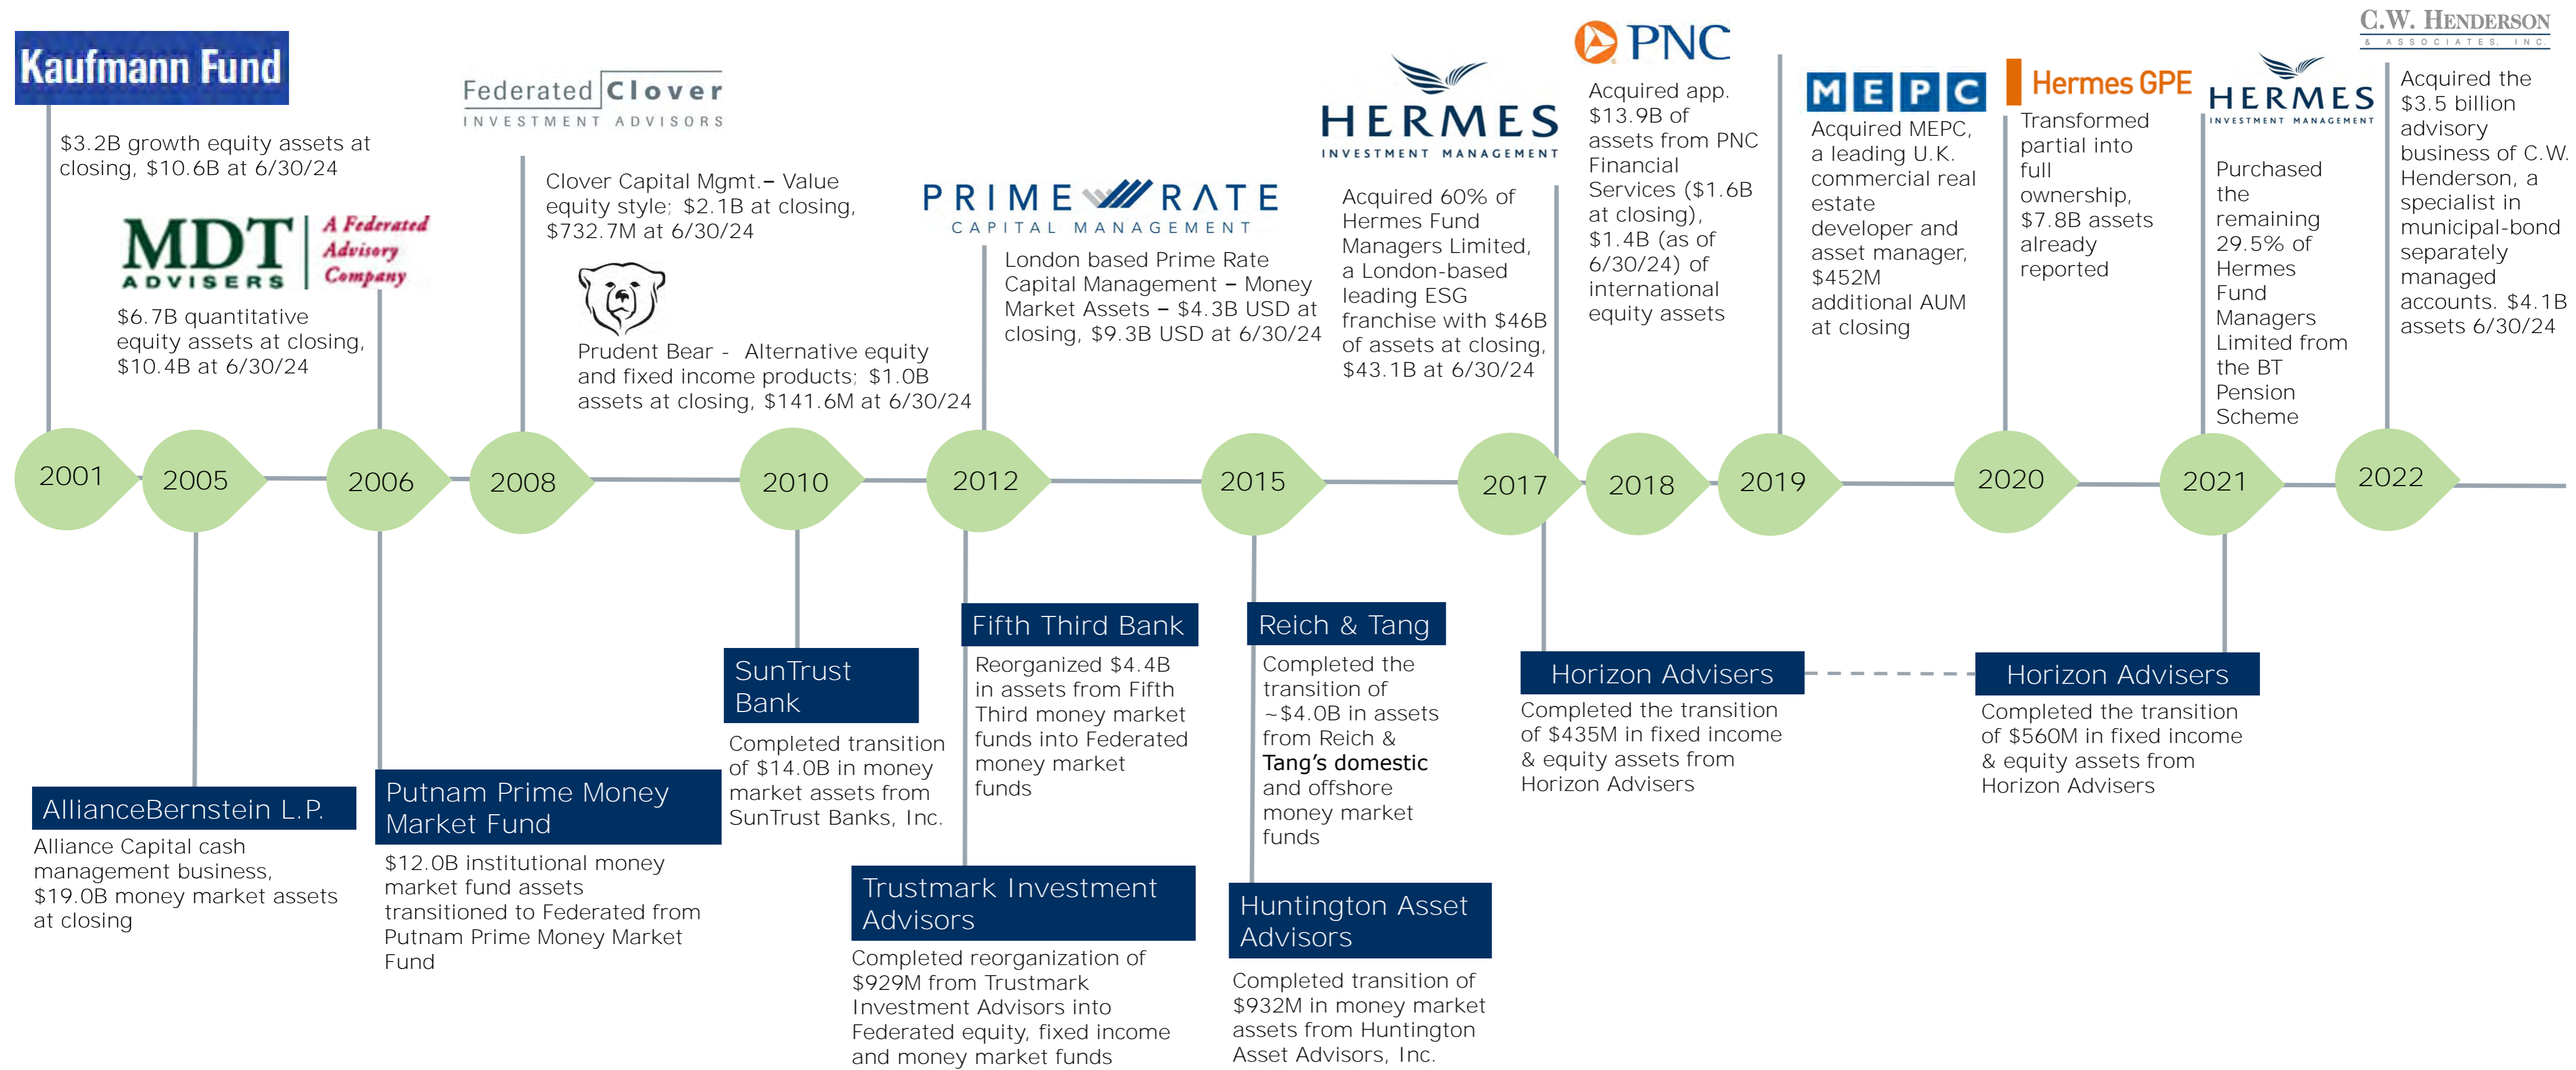 Kaufmann Fund
$3.2B growth equity assets at
closing, $10.6B at 6/30/24
MDT
ADVISERS
A Federated
Advisory
Company
$6.7B quantitative
equity assets at closing,
$10.4B at 6/30/24
Federated Clover
INVESTMENT ADVISORS
Clover Capital Mgmt.– Value
equity style; $2.1B at closing,
$732.7M at 6/30/24
Prudent Bear - Alternative equity
and fixed income products; $1.0B
assets at closing, $141.6M at 6/30/24
PRIME RATE
CAPITAL MANAGEMENT
London based Prime Rate
Capital Management – Money
Market Assets – $4.3B USD at
closing, $9.3B USD at 6/30/24
HERMES
INVESTMENT MANAGEMENT
Acquired 60% of
Hermes Fund
Managers Limited,
a London-based
leading ESG
franchise with $46B
of assets at closing,
$43.1B at 6/30/24
PNC
Acquired app.
$13.9B of
assets from PNC
Financial
Services ($1.6B
at closing),
$1.4B (as of
6/30/24) of
international
equity assets
MEPC
Acquired MEPC,
a leading U.K.
commercial real
estate
developer and
asset manager,
$452M
additional AUM
at closing
Hermes GPE
Transformed
partial into
full
ownership,
$7.8B assets
already
reported
HERMES
INVESTMENT MANAGEMENT
Purchased
the
remaining
29.5% of
Hermes
Fund
Managers
Limited from
the BT
Pension
Scheme
C.W. HENDERSON
& ASSOCIATES, INC.
Acquired the
$3.5 billion
advisory
business of C.W.
Henderson, a
specialist in
municipal-bond
separately
managed
accounts. $4.1B
assets 6/30/24
2001
2005
2006
2008
2010
2012
2015
2017
2018
2019
2020
2021
2022
AllianceBernstein L.P.
Alliance Capital cash
management business,
$19.0B money market assets
at closing
Putnam Prime Money
Market Fund
$12.0B institutional money
market fund assets
transitioned to Federated from
Putnam Prime Money Market
Fund
SunTrust
Bank
Completed transition
of $14.0B in money
market assets from
SunTrust Banks, Inc.
Fifth Third Bank
Reorganized $4.4B
in assets from Fifth
Third money market
funds into Federated
money market
funds
Trustmark Investment
Advisors
Completed reorganization of
$929M from Trustmark
Investment Advisors into
Federated equity, fixed income
and money market funds
Reich & Tang
Completed the
transition of
~$4.0B in assets
from Reich &
Tang’s domestic
and offshore
money market
funds
Huntington Asset
Advisors
Completed transition of
$932M in money market
assets from Huntington
Asset Advisors, Inc.
Horizon Advisers
Completed the transition
of $435M in fixed income
& equity assets from
Horizon Advisers
Horizon Advisers
Completed the transition
of $560M in fixed income
& equity assets from
Horizon Advisers